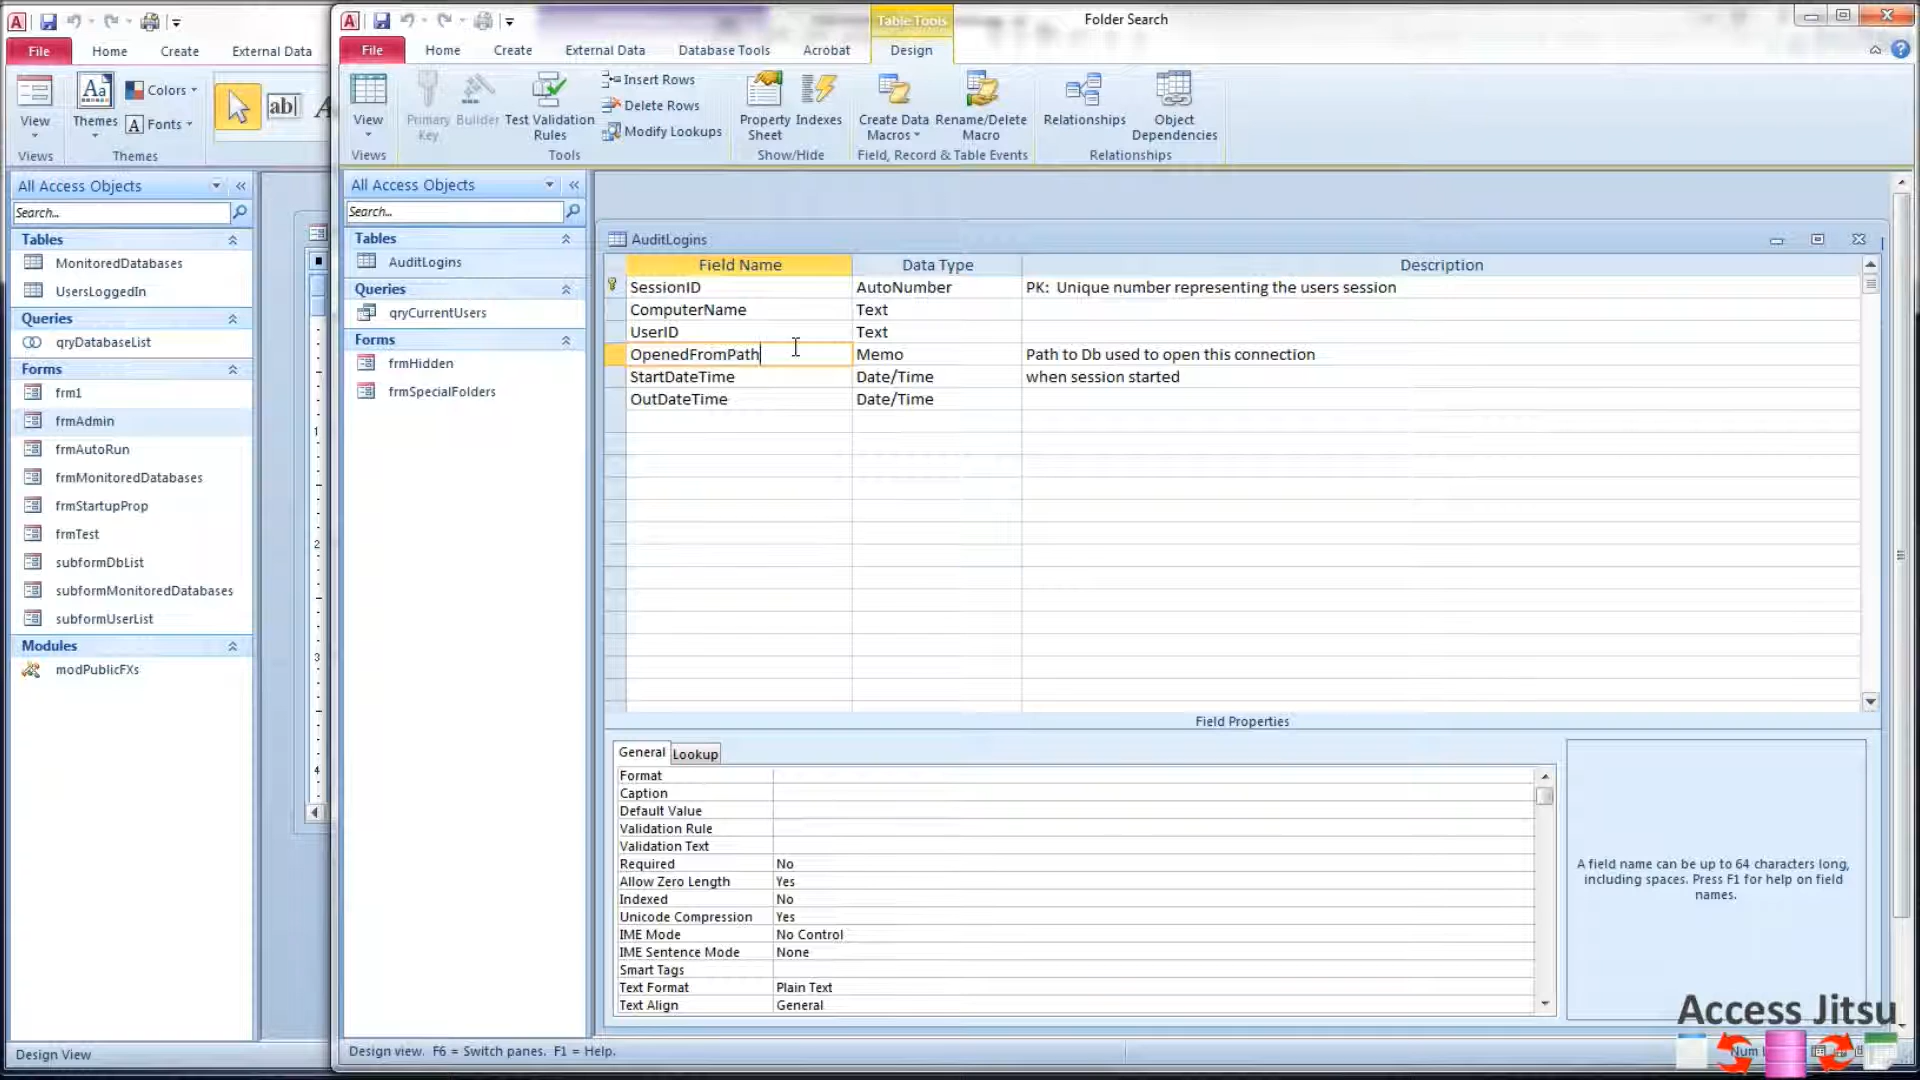 File
Home
Create
External Data
View
Themes
Colors
Fonts
ab|
Views
Themes
All Access Objects
Search...
Tables
MonitoredDatabases
UsersLoggedIn
Queries
qryDatabaseList
Forms
frm1
frmAdmin
frmAutoRun
frmMonitoredDatabases
frmStartupProp
frmTest
subformDbList
subformMonitoredDatabases
subformUserList
Modules
modPublicFXs
Design View
1
2
3
4
Table Tools
Folder Search
File
Home
Create
External Data
Database Tools
Acrobat
Design
View
Primary Key
Builder
Test Validation Rules
Insert Rows
Delete Rows
Modify Lookups
Property Sheet
Indexes
Create Data Macros
Rename/Delete Macro
Relationships
Object Dependencies
Views
Tools
Show/Hide
Field, Record & Table Events
Relationships
All Access Objects
Search...
Tables
AuditLogins
Queries
qryCurrentUsers
Forms
frmHidden
frmSpecialFolders
AuditLogins
Field Name Data Type Description
SessionID AutoNumber PK: Unique number representing the users session
ComputerName Text
UserID Text
OpenedFromPath Memo Path to Db used to open this connection
StartDateTime Date/Time when session started
OutDateTime Date/Time
Field Properties
General Lookup
Format
Caption
Default Value
Validation Rule
Validation Text
Required No
Allow Zero Length Yes
Indexed No
Unicode Compression Yes
IME Mode No Control
IME Sentence Mode None
Smart Tags
Text Format Plain Text
Text Align General
A field name can be up to 64 characters long,
including spaces. Press F1 for help on field
names.
Design view. F6 = Switch panes. F1 = Help.
Num
Access Jitsu